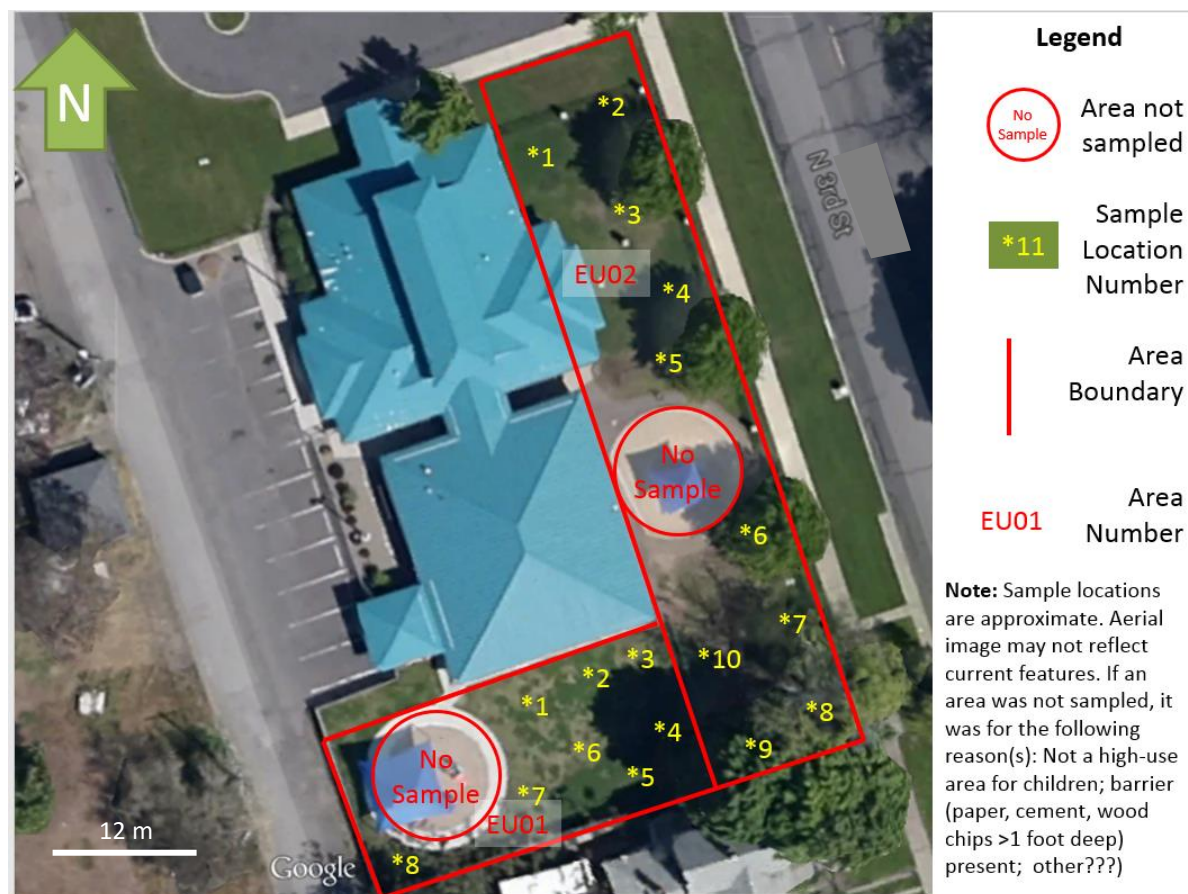 N
*2
*1
*3
EU02
*4
*5
N 3rd St
No
Sample
*6
*7
*3
*10
*2
*1
*8
*4
*9
*6
*5
No
Sample
*7
EU01
*8
12 m
Google
Legend
No
Sample
Area not
sampled
*11
Sample
Location
Number
Area
Boundary
EU01
Area
Number
Note: Sample locations
are approximate. Aerial
image may not reflect
current features. If an
area was not sampled, it
was for the following
reason(s): Not a high-use
area for children; barrier
(paper, cement, wood
chips >1 foot deep)
present; other???)